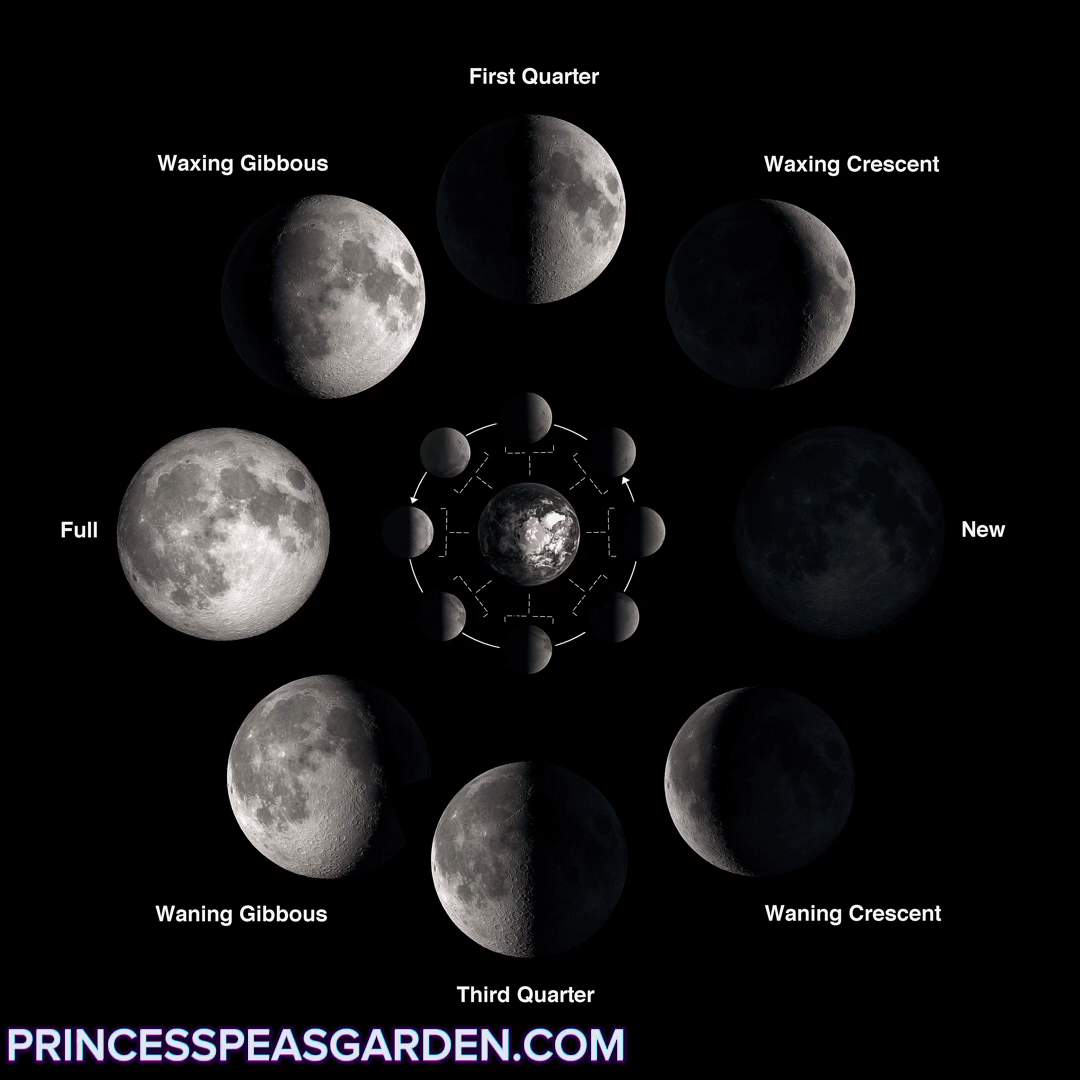 First Quarter
Waxing Gibbous
Waxing Crescent
Full
New
Waning Gibbous
Waning Crescent
Third Quarter
PRINCESSPEASGARDEN.COM